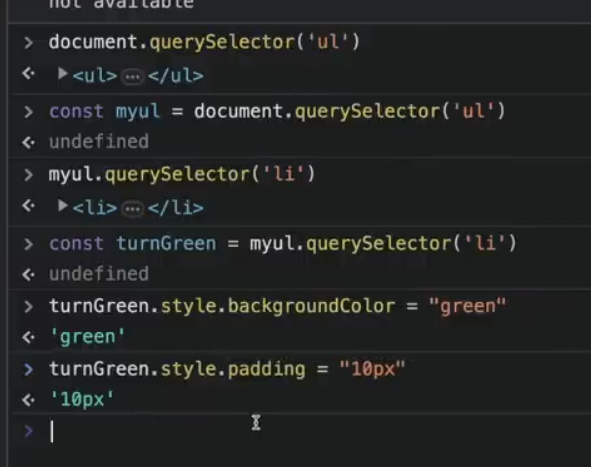 not available
> document.querySelector('ul')
<· ▶<ul>⋯</ul>
> const myul = document.querySelector('ul')
<· undefined
> myul.querySelector('li')
<· ▶<li>⋯</li>
> const turnGreen = myul.querySelector('li')
<· undefined
> turnGreen.style.backgroundColor = "green"
<· 'green'
> turnGreen.style.padding = "10px"
<· '10px'
>